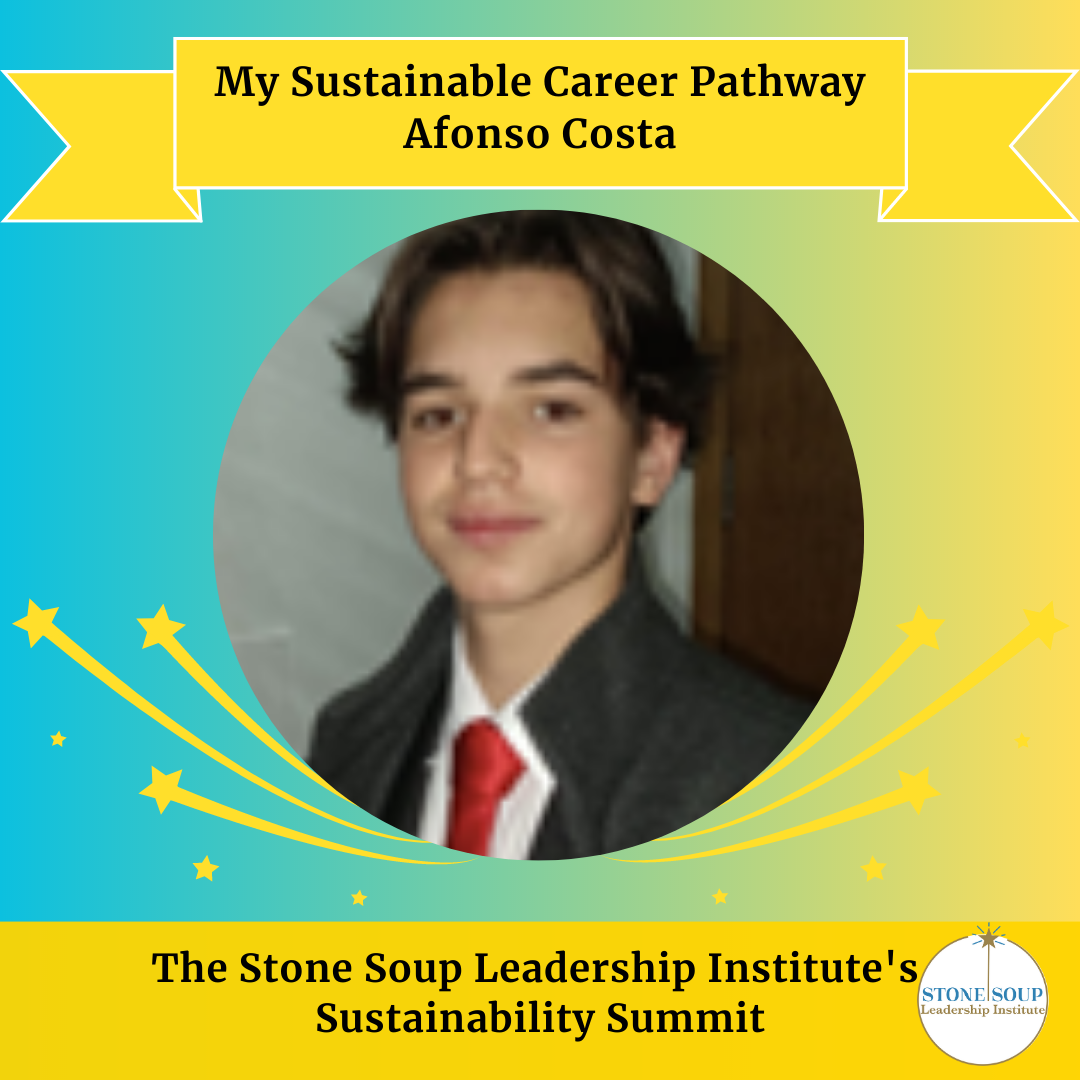 My Sustainable Career Pathway
Afonso Costa
The Stone Soup Leadership Institute's
Sustainability Summit
STONE SOUP
Leadership Institute